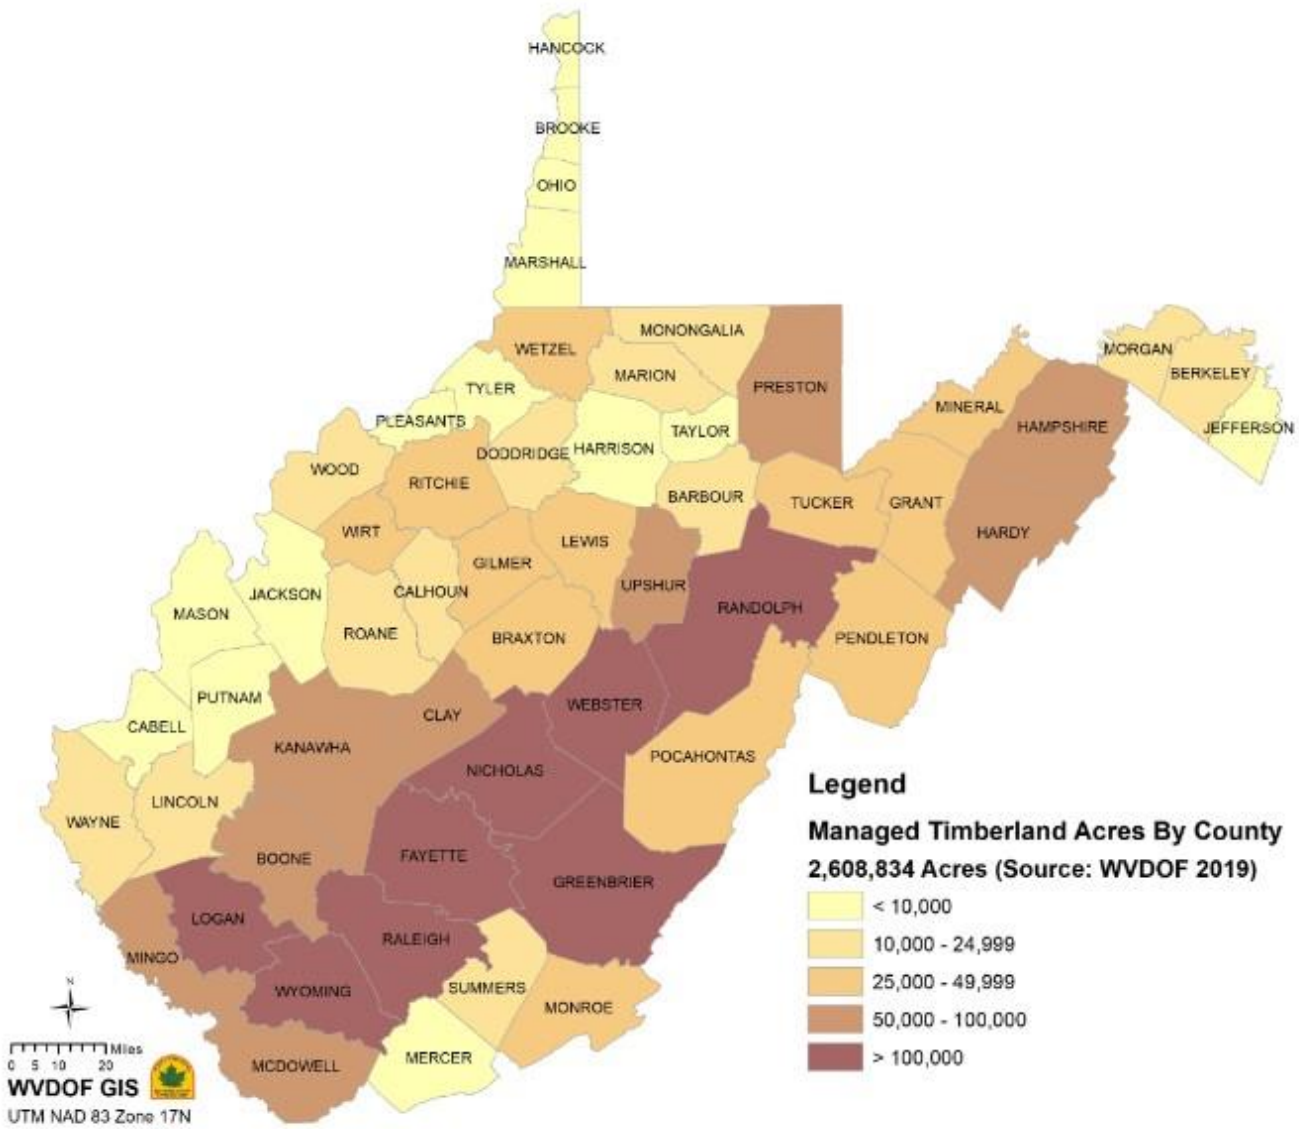 HANCOCK
BROOKE
OHIO
MARSHALL
WETZEL
MONONGALIA
MARION
PRESTON
MORGAN
BERKELEY
JEFFERSON
TYLER
PLEASANTS
MINERAL
HAMPSHIRE
WOOD
DODDRIDGE
HARRISON
TAYLOR
RITCHIE
BARBOUR
TUCKER
GRANT
HARDY
WIRT
LEWIS
GILMER
UPSHUR
JACKSON
CALHOUN
MASON
ROANE
BRAXTON
RANDOLPH
PENDLETON
PUTNAM
CABELL
CLAY
WEBSTER
KANAWHA
POCAHONTAS
NICHOLAS
LINCOLN
WAYNE
BOONE
FAYETTE
GREENBRIER
LOGAN
RALEIGH
MINGO
WYOMING
SUMMERS
MONROE
MCDOWELL
MERCER
Legend
Managed Timberland Acres By County
2,608,834 Acres (Source: WVDOF 2019)
< 10,000
10,000 - 24,999
25,000 - 49,999
50,000 - 100,000
> 100,000
N
Miles
0 5 10 20
WVDOF GIS
UTM NAD 83 Zone 17N